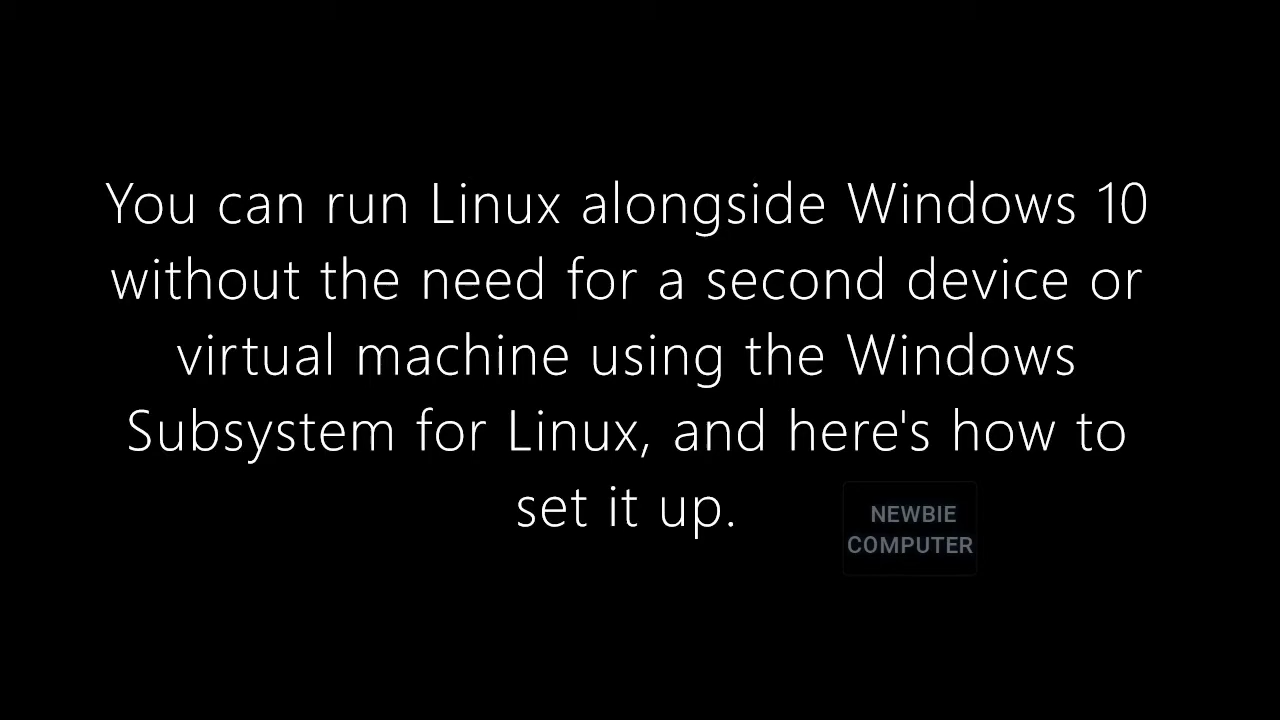 You can run Linux alongside Windows 10
without the need for a second device or
virtual machine using the Windows
Subsystem for Linux, and here's how to
set it up.
NEWBIE
COMPUTER